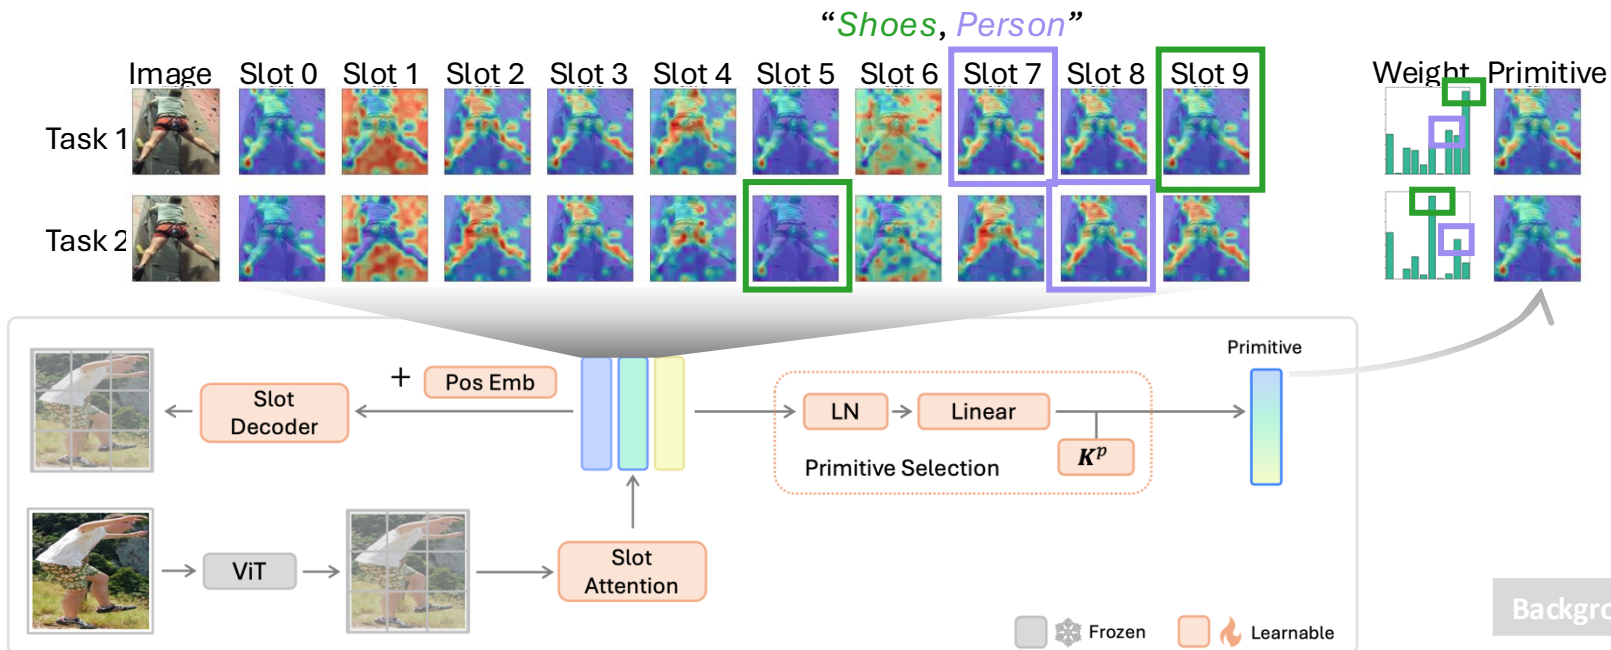 “Shoes, Person”
Image Slot 0 Slot 1 Slot 2 Slot 3 Slot 4 Slot 5 Slot 6 Slot 7 Slot 8 Slot 9 Weight Primitive
Task 1
Task 2
Primitive
+ Pos Emb
Slot
Decoder
LN
Linear
K^p
Primitive Selection
ViT
Slot
Attention
Frozen
Learnable
Backgro